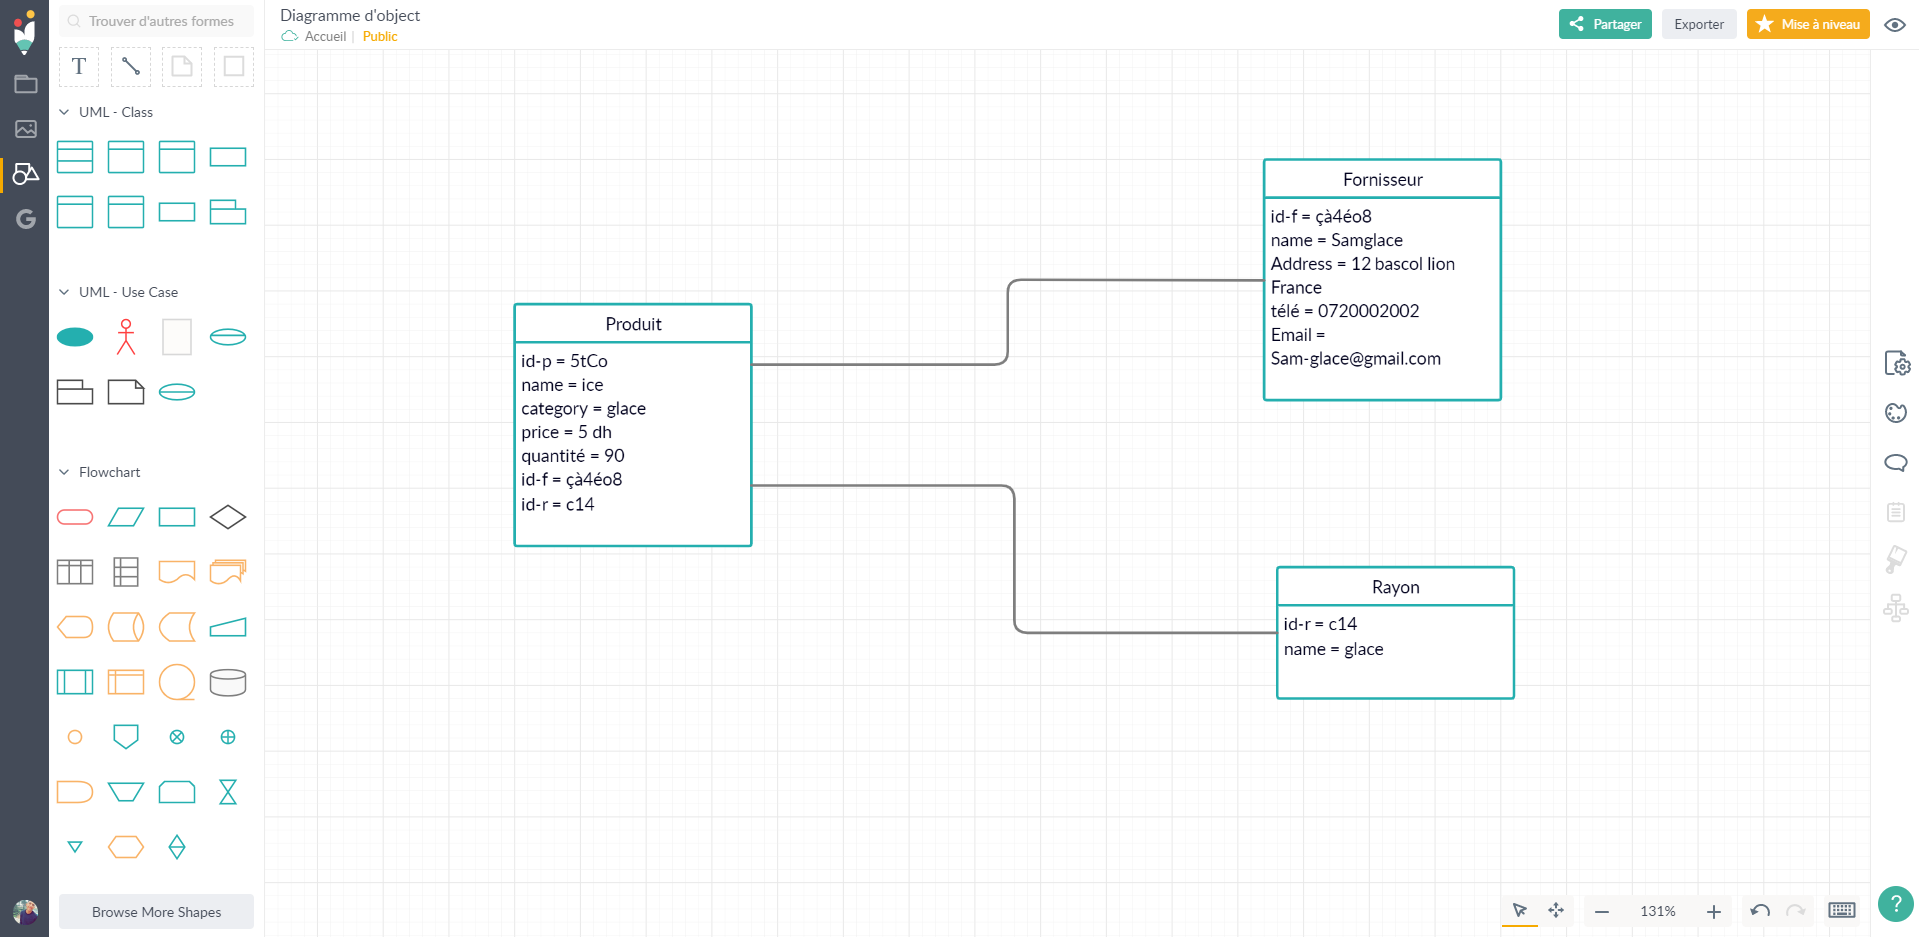 Trouver d'autres formes
Diagramme d'object
Accueil | Public
Partager
Exporter
Mise à niveau
T
UML - Class
UML - Use Case
Flowchart
Browse More Shapes
Produit
id-p = 5tCo
name = ice
category = glace
price = 5 dh
quantité = 90
id-f = çà4éo8
id-r = c14
Fornisseur
id-f = çà4éo8
name = Samglace
Address = 12 bascol lion
France
télé = 0720002002
Email =
Sam-glace@gmail.com
Rayon
id-r = c14
name = glace
131%
?